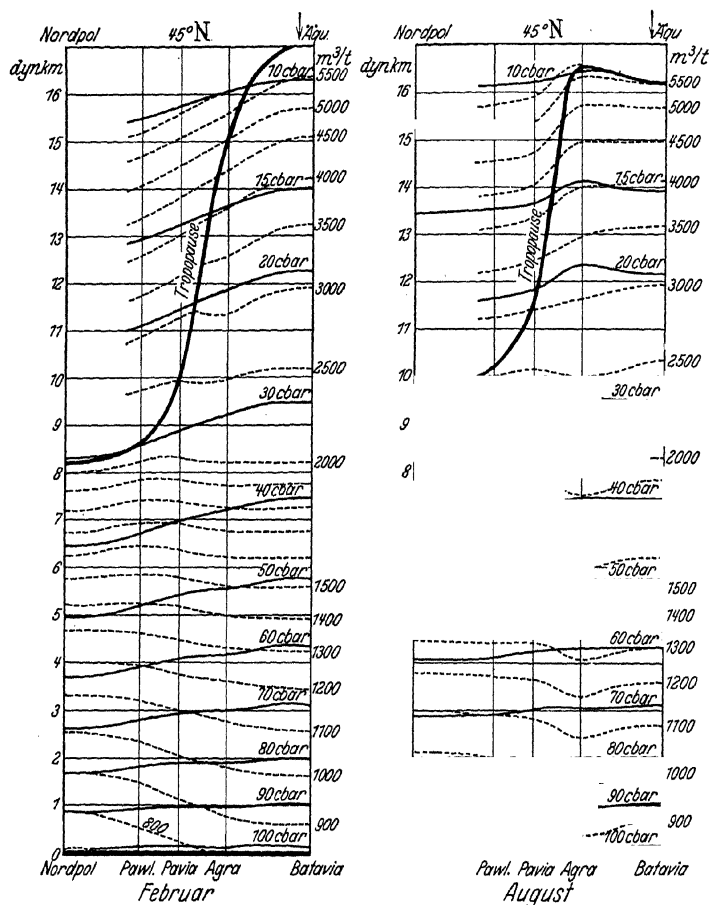 Nordpol 45°N Äqu
dynkm m³/t
10 cbar 5500
16
5000
15 4500
15 cbar 4000
14
3500
13
20 cbar
12 3000
Tropopause
11
2500
10
30 cbar
9
2000
8
40 cbar
7
6
50 cbar 1500
5 1400
60 cbar 1300
4
1200
70 cbar
3
1100
80 cbar
2 1000
90 cbar
1
800 900
100 cbar
0
Nordpol Pawl. Pavia Agra Batavia
Februar
Nordpol 45°N Äqu
dynkm m³/t
10 cbar 5500
16
5000
15 4500
15 cbar 4000
14
3500
13
20 cbar
12 3000
Tropopause
11
2500
10
30 cbar
9
2000
8
40 cbar
50 cbar
1500
1400
60 cbar 1300
1200
70 cbar
1100
80 cbar
1000
90 cbar
900
100 cbar
Pawl. Pavia Agra Batavia
August